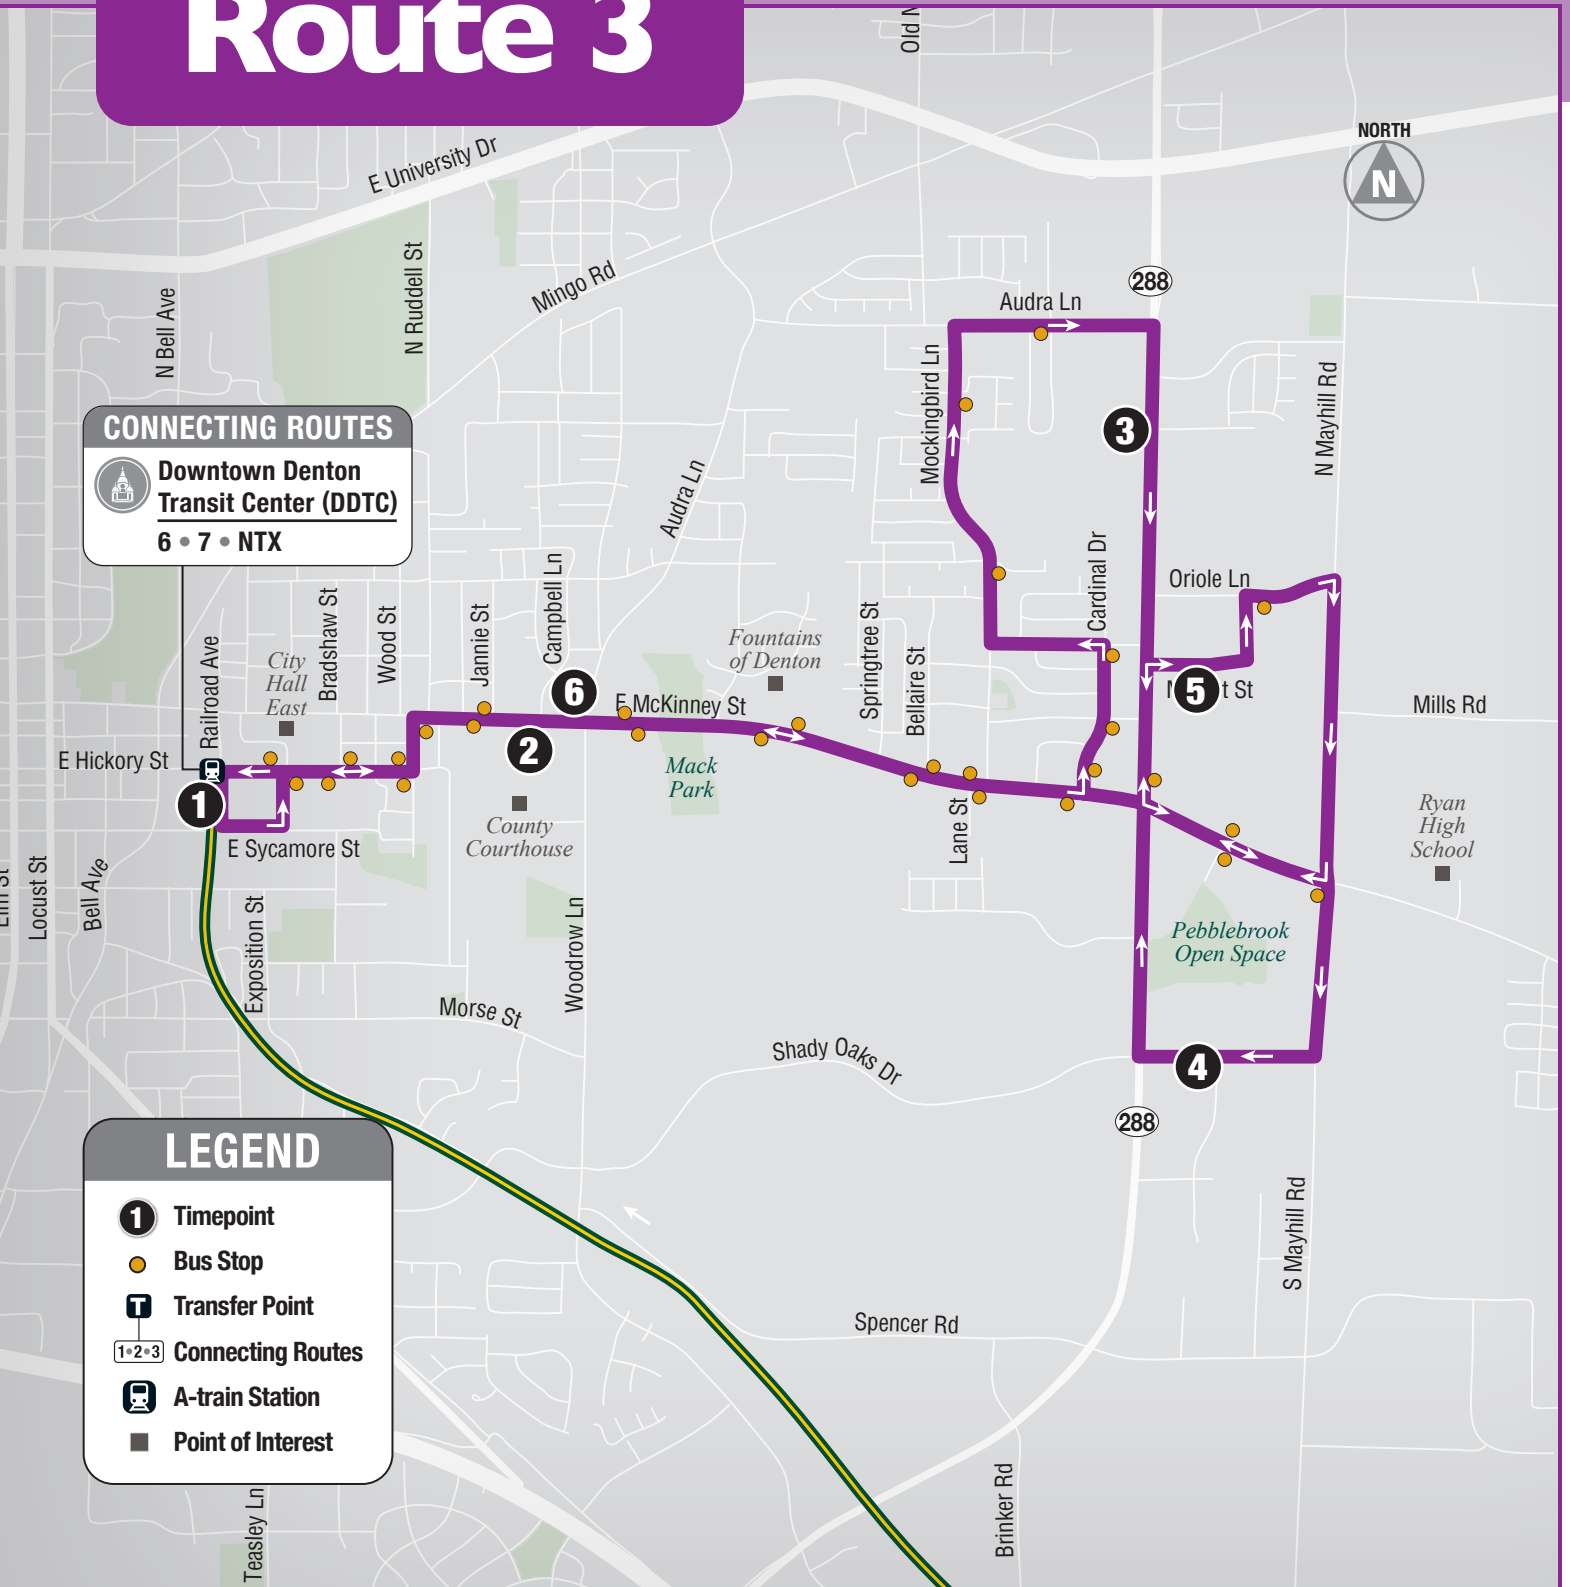 Route 3
Old N
NORTH
N
E University Dr
N Ruddell St
Mingo Rd
N Bell Ave
288
Audra Ln
Mockingbird Ln
3
N Mayhill Rd
CONNECTING ROUTES
Downtown Denton
Transit Center (DDTC)
6 • 7 • NTX
Audra Ln
Cardinal Dr
Oriole Ln
Campbell Ln
Bradshaw St
Wood St
Jannie St
Railroad Ave
City
Hall
East
Fountains
of Denton
Springtree St
Bellaire St
6
E McKinney St
5
t St
Mills Rd
E Hickory St
2
Mack
Park
1
County
Courthouse
Lane St
Ryan
High
School
E Sycamore St
Locust St
Bell Ave
Exposition St
Woodrow Ln
Pebblebrook
Open Space
Morse St
Shady Oaks Dr
4
288
LEGEND
1 Timepoint
Bus Stop
T Transfer Point
1•2•3 Connecting Routes
A-train Station
Point of Interest
S Mayhill Rd
Spencer Rd
Brinker Rd
Teasley Ln